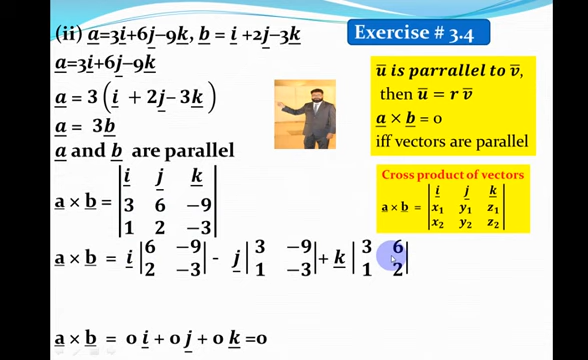 (ii) a=3i+6j-9k, b = i +2j-3k
Exercise # 3.4
a=3i+6j-9k
a = 3 ( i + 2j-3k )
a = 3b
a and b are parallel
u̅ is parrallel to v̅,
then u̅ = r v̅
a × b = 0
iff vectors are parallel
Cross product of vectors
a × b = | i j k |
| x₁ y₁ z₁ |
| x₂ y₂ z₂ |
a × b = | i j k |
| 3 6 -9 |
| 1 2 -3 |
a × b = i | 6 -9 | - j | 3 -9 | + k | 3 6 |
| 2 -3 | | 1 -3 | | 1 2 |
a × b = 0 i + 0 j + 0 k =0